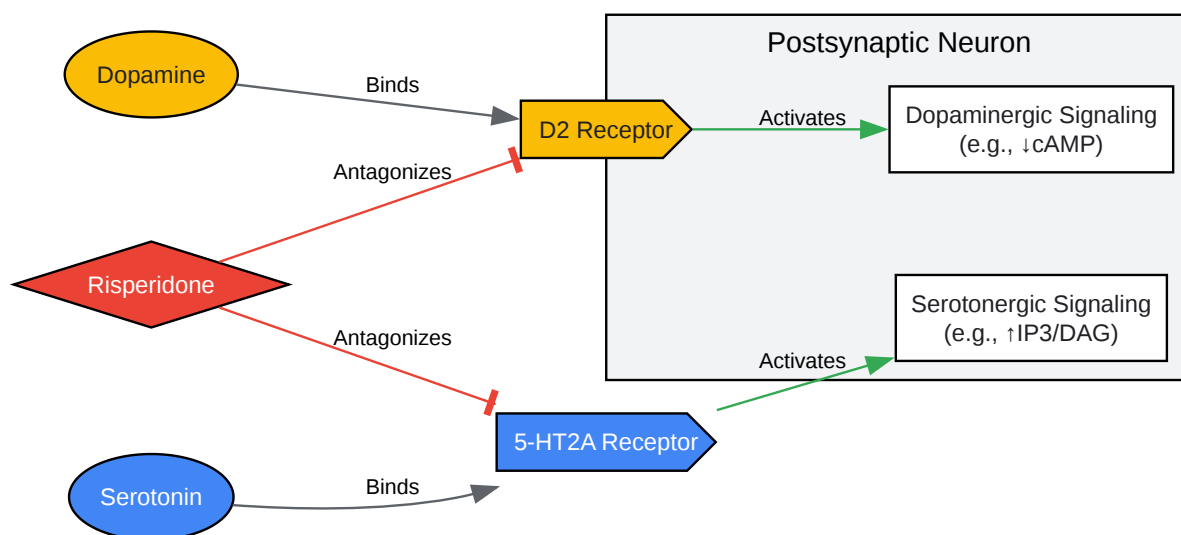 Postsynaptic Neuron
Dopamine
Binds
D2 Receptor
Activates
Dopaminergic Signaling
(e.g., ↓cAMP)
Antagonizes
Risperidone
Antagonizes
Serotonergic Signaling
(e.g., ↑IP3/DAG)
Activates
5-HT2A Receptor
Serotonin
Binds